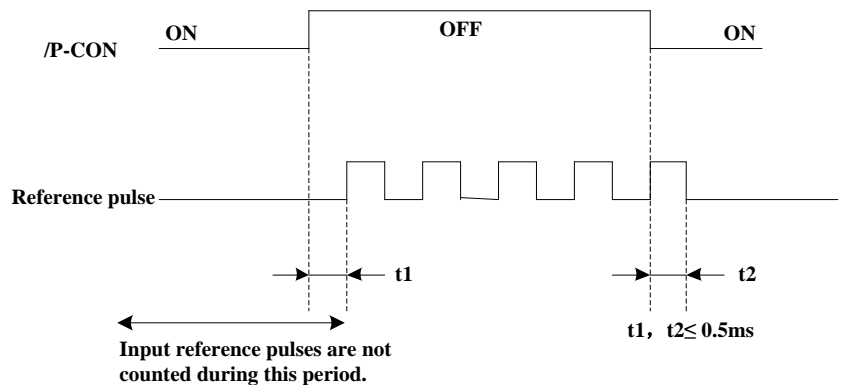 ON
OFF
ON
/P-CON
Reference pulse
t1
t2
t1, t2≤ 0.5ms
Input reference pulses are not
counted during this period.